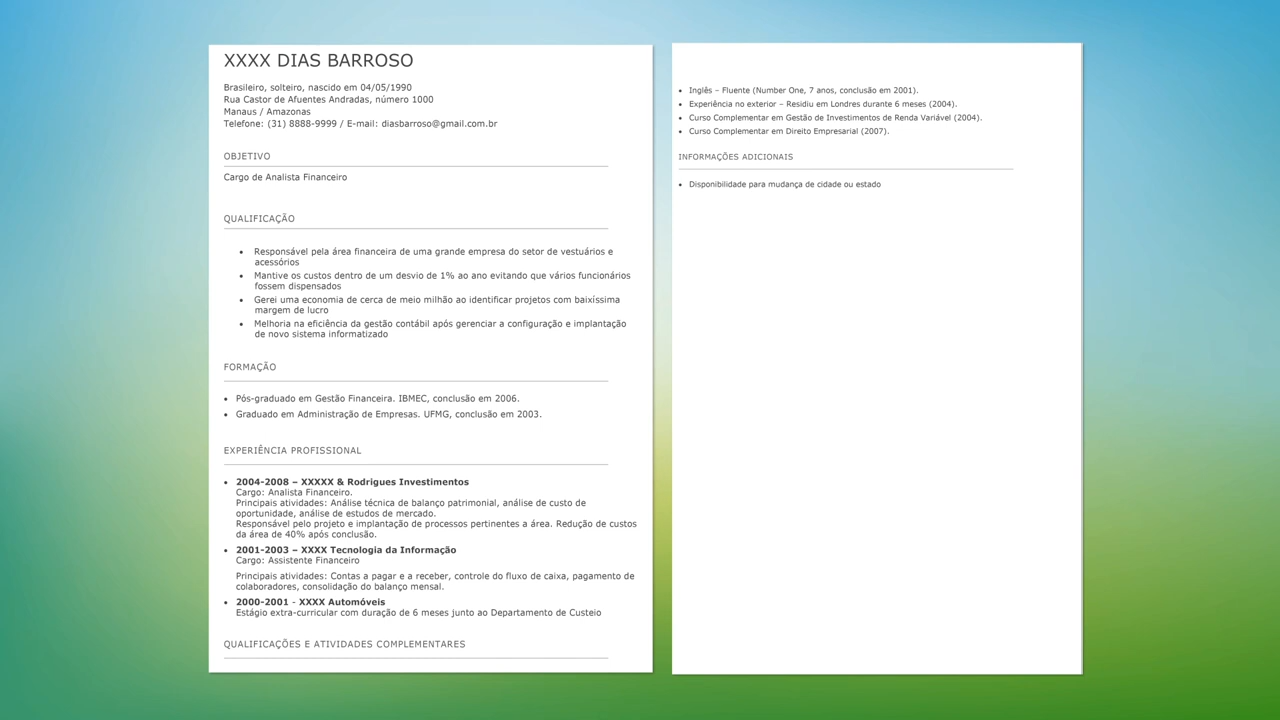 XXXX DIAS BARROSO
Brasileiro, solteiro, nascido em 04/05/1990
Rua Castor de Afuentes Andradas, número 1000
Manaus / Amazonas
Telefone: (31) 8888-9999 / E-mail: diasbarroso@gmail.com.br
OBJETIVO
Cargo de Analista Financeiro
QUALIFICAÇÃO
• Responsável pela área financeira de uma grande empresa do setor de vestuários e
acessórios
• Mantive os custos dentro de um desvio de 1% ao ano evitando que vários funcionários
fossem dispensados
• Gerei uma economia de cerca de meio milhão ao identificar projetos com baixíssima
margem de lucro
• Melhoria na eficiência da gestão contábil após gerenciar a configuração e implantação
de novo sistema informatizado
FORMAÇÃO
• Pós-graduado em Gestão Financeira. IBMEC, conclusão em 2006.
• Graduado em Administração de Empresas. UFMG, conclusão em 2003.
EXPERIÊNCIA PROFISSIONAL
• 2004-2008 – XXXXX & Rodrigues Investimentos
Cargo: Analista Financeiro.
Principais atividades: Análise técnica de balanço patrimonial, análise de custo de
oportunidade, análise de estudos de mercado.
Responsável pelo projeto e implantação de processos pertinentes a área. Redução de custos
da área de 40% após conclusão.
• 2001-2003 – XXXX Tecnologia da Informação
Cargo: Assistente Financeiro
Principais atividades: Contas a pagar e a receber, controle do fluxo de caixa, pagamento de
colaboradores, consolidação do balanço mensal.
• 2000-2001 - XXXX Automóveis
Estágio extra-curricular com duração de 6 meses junto ao Departamento de Custeio
QUALIFICAÇÕES E ATIVIDADES COMPLEMENTARES
• Inglês – Fluente (Number One, 7 anos, conclusão em 2001).
• Experiência no exterior – Residiu em Londres durante 6 meses (2004).
• Curso Complementar em Gestão de Investimentos de Renda Variável (2004).
• Curso Complementar em Direito Empresarial (2007).
INFORMAÇÕES ADICIONAIS
• Disponibilidade para mudança de cidade ou estado